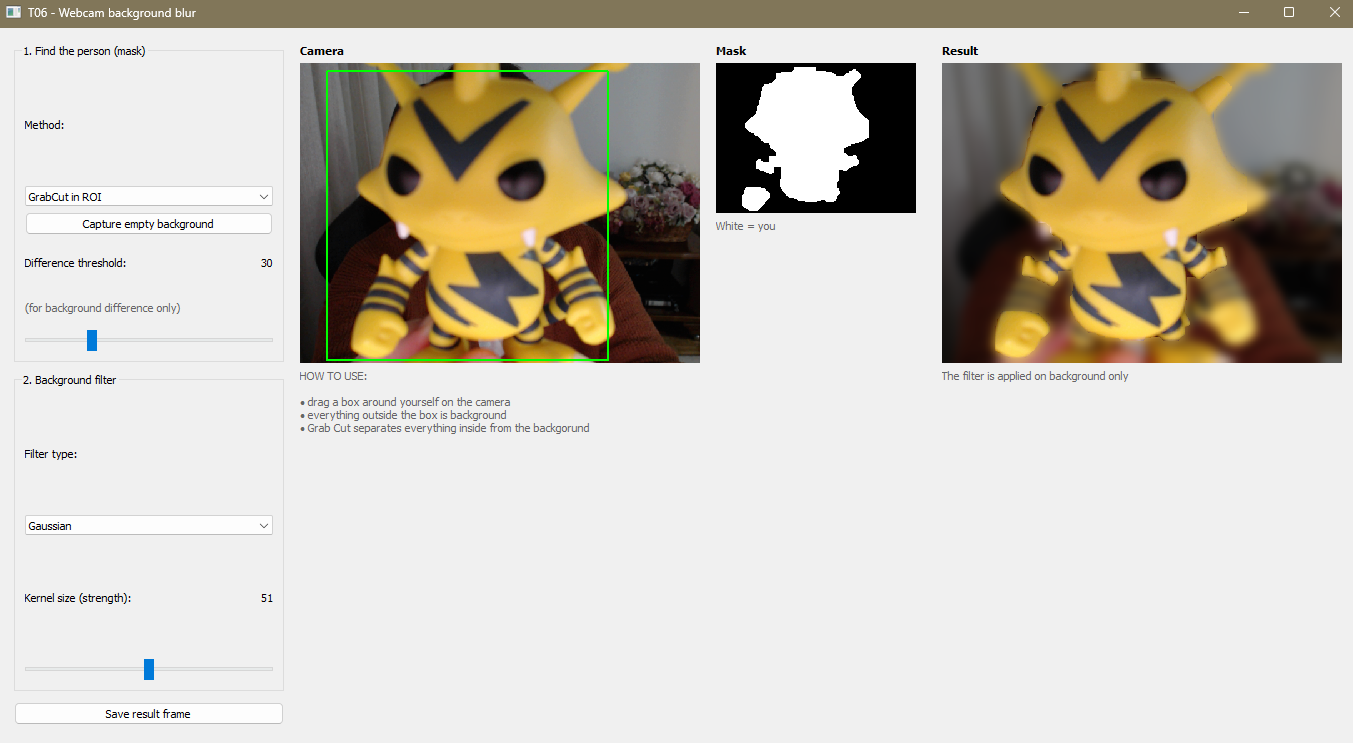 T06 - Webcam background blur
1. Find the person (mask)
Method:
GrabCut in ROI
Capture empty background
Difference threshold: 30
(for background difference only)
2. Background filter
Filter type:
Gaussian
Kernel size (strength): 51
Save result frame
Camera
HOW TO USE:
• drag a box around yourself on the camera
• everything outside the box is background
• Grab Cut separates everything inside from the backgorund
Mask
White = you
Result
The filter is applied on background only